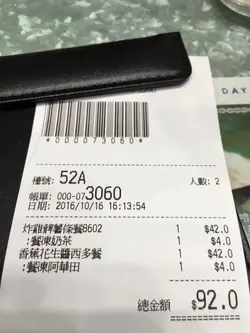 DAY
*000073060*
檯號: 52A 人數: 2
帳單: 000-073060
日期: 2016/10/16 16:13:54
炸雞髀薯條餐8602 1 $42.0
:餐凍奶茶 1 $4.0
香蕉花生醬西多餐 1 $42.0
:餐凍阿華田 1 $4.0
總金額 $92.0